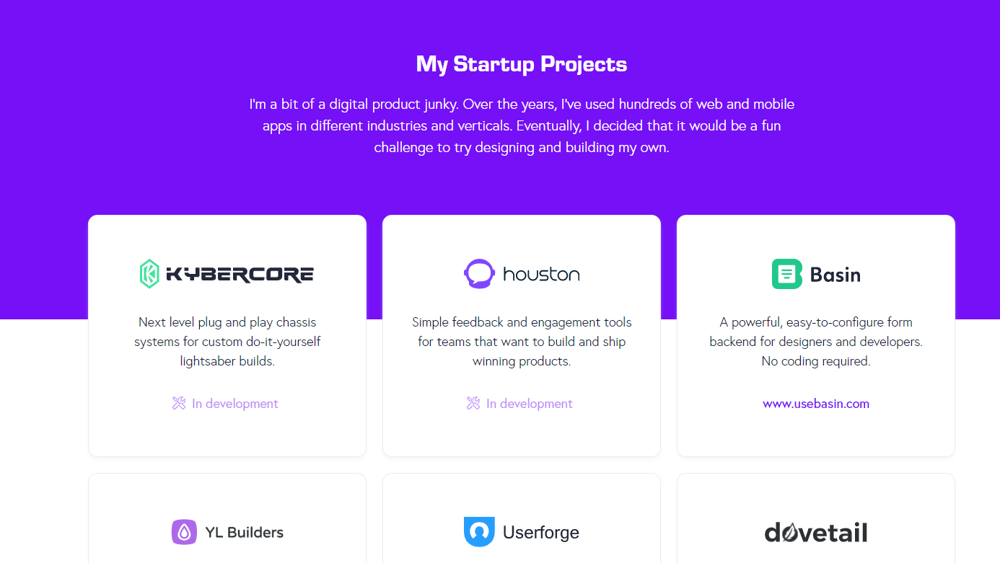 My Startup Projects
I'm a bit of a digital product junky. Over the years, I've used hundreds of web and mobile
apps in different industries and verticals. Eventually, I decided that it would be a fun
challenge to try designing and building my own.
KYBERCORE
Next level plug and play chassis
systems for custom do-it-yourself
lightsaber builds.
In development
houston
Simple feedback and engagement tools
for teams that want to build and ship
winning products.
In development
Basin
A powerful, easy-to-configure form
backend for designers and developers.
No coding required.
www.usebasin.com
YL Builders
Userforge
dovetail